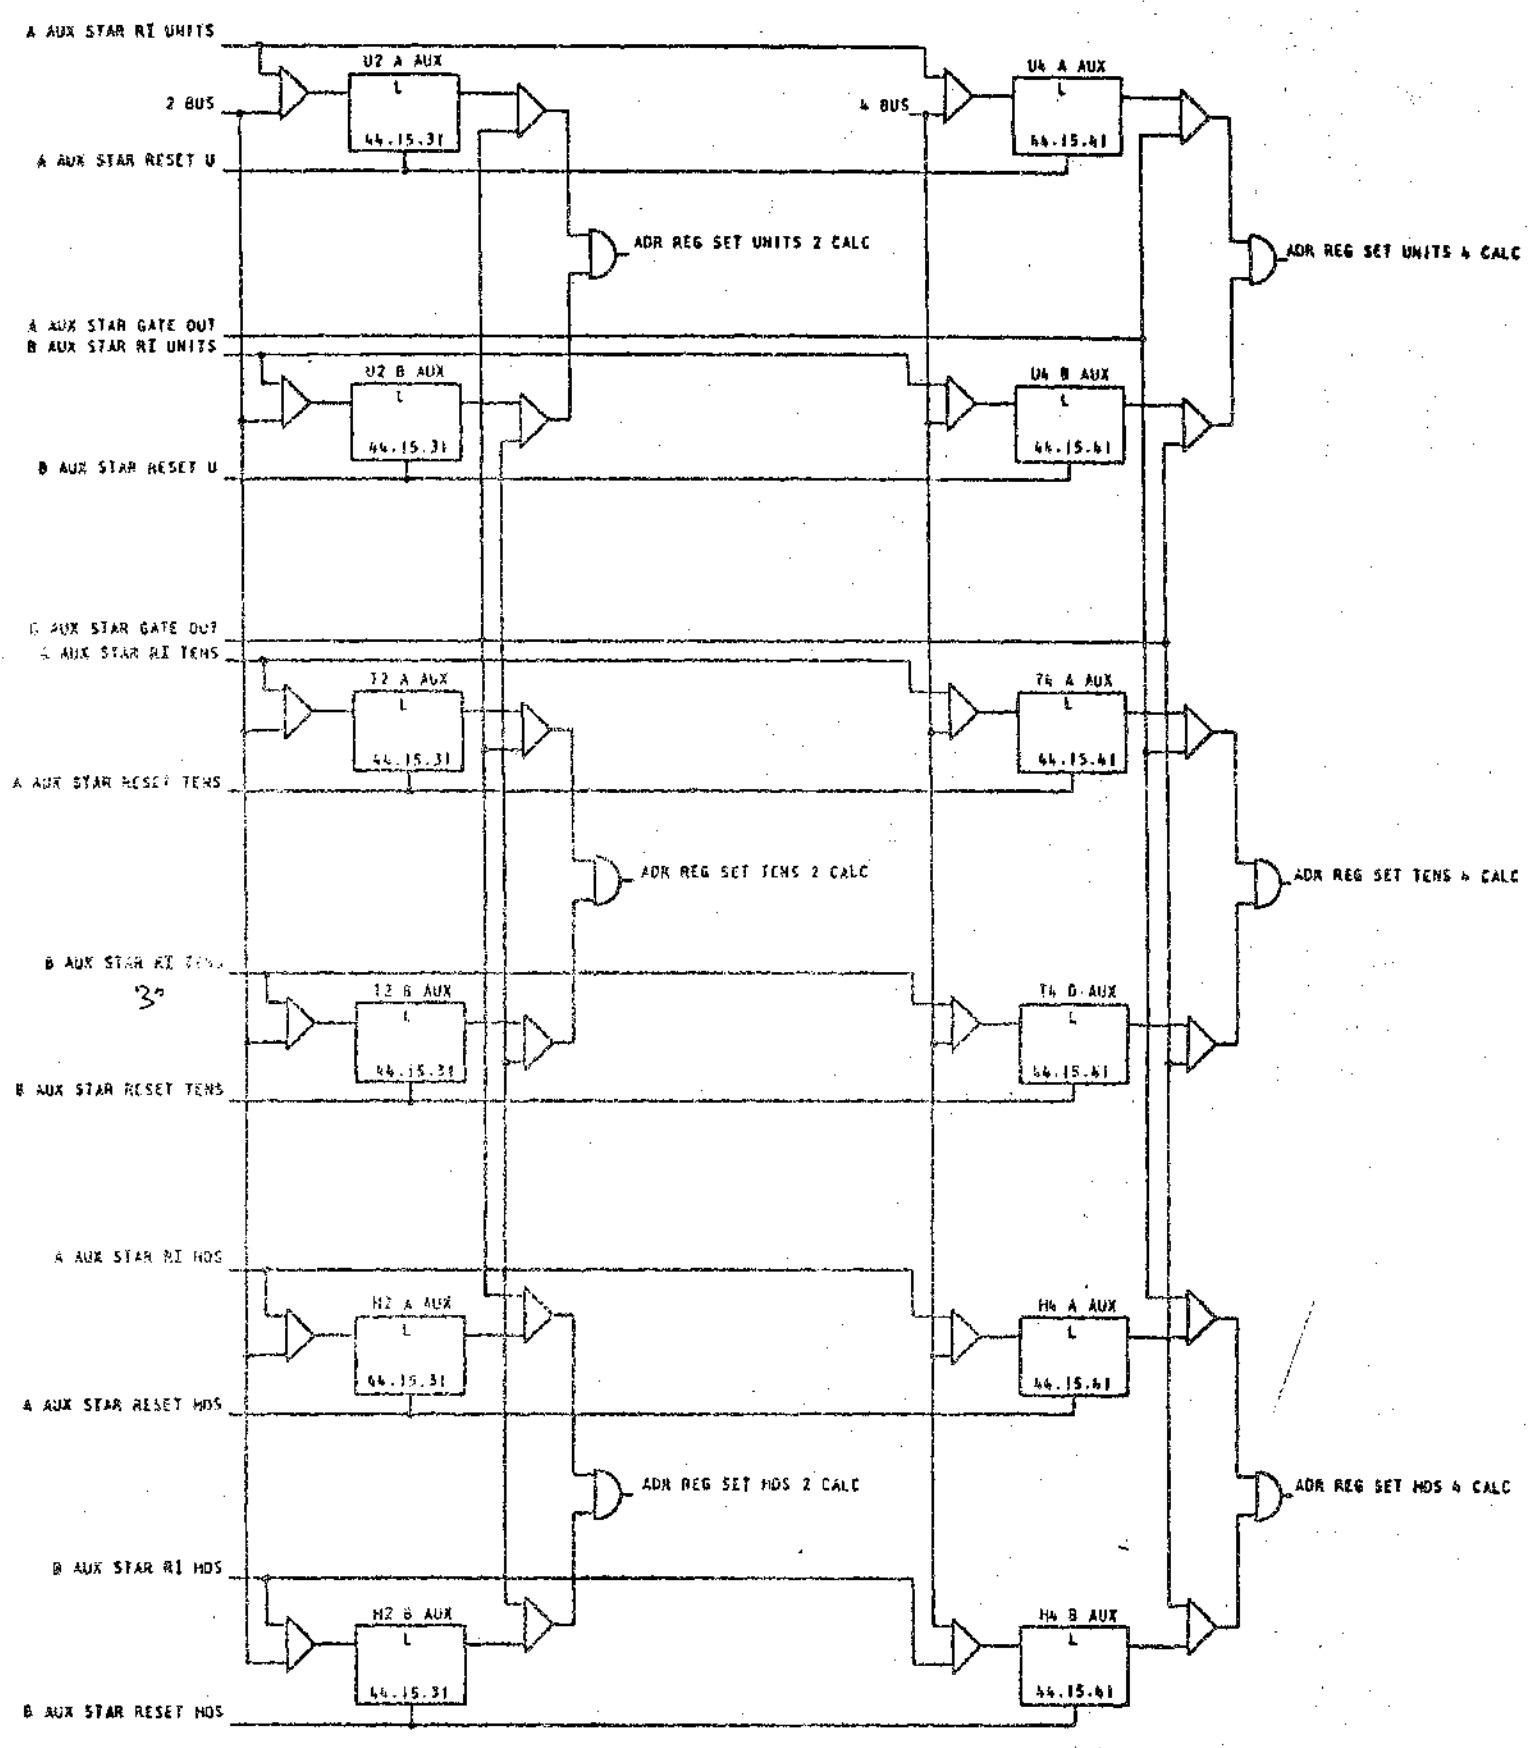 A AUX STAR RI UNITS
U2 A AUX
U4 A AUX
L
L
2 BUS
4 BUS
44.15.31
44.15.41
A AUX STAR RESET U
ADR REG SET UNITS 2 CALC
ADR REG SET UNITS 4 CALC
A AUX STAR GATE OUT
B AUX STAR RI UNITS
U2 B AUX
U4 B AUX
L
L
44.15.31
44.15.41
B AUX STAR RESET U
AUX STAR GATE OUT
AUX STAR RI TENS
T2 A AUX
T4 A AUX
L
L
44.15.31
44.15.41
A AUX STAR RESET TENS
ADR REG SET TENS 2 CALC
ADR REG SET TENS 4 CALC
B AUX STAR RI TENS
T2 B AUX
T4 B AUX
L
L
44.15.31
44.15.41
B AUX STAR RESET TENS
A AUX STAR RI HDS
H2 A AUX
H4 A AUX
L
L
44.15.31
44.15.41
A AUX STAR RESET HDS
ADR REG SET HDS 2 CALC
ADR REG SET HDS 4 CALC
B AUX STAR RI HDS
H2 B AUX
H4 B AUX
L
L
44.15.31
44.15.41
B AUX STAR RESET HDS